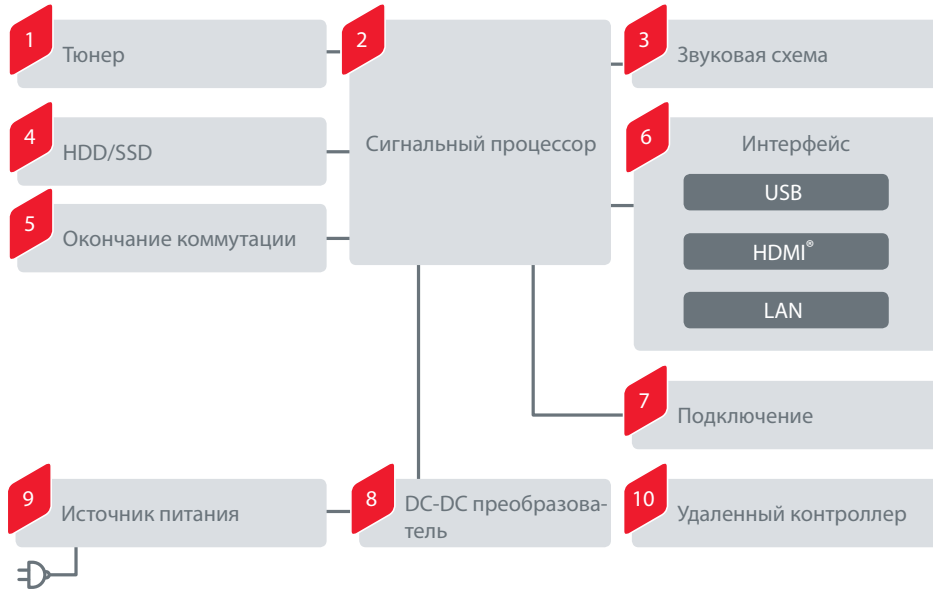 1
Тюнер
2
Сигнальный процессор
3
Звуковая схема
4
HDD/SSD
5
Окончание коммутации
6
Интерфейс
USB
HDMI®
LAN
7
Подключение
8
DC-DC преобразова-
тель
9
Источник питания
10
Удаленный контроллер